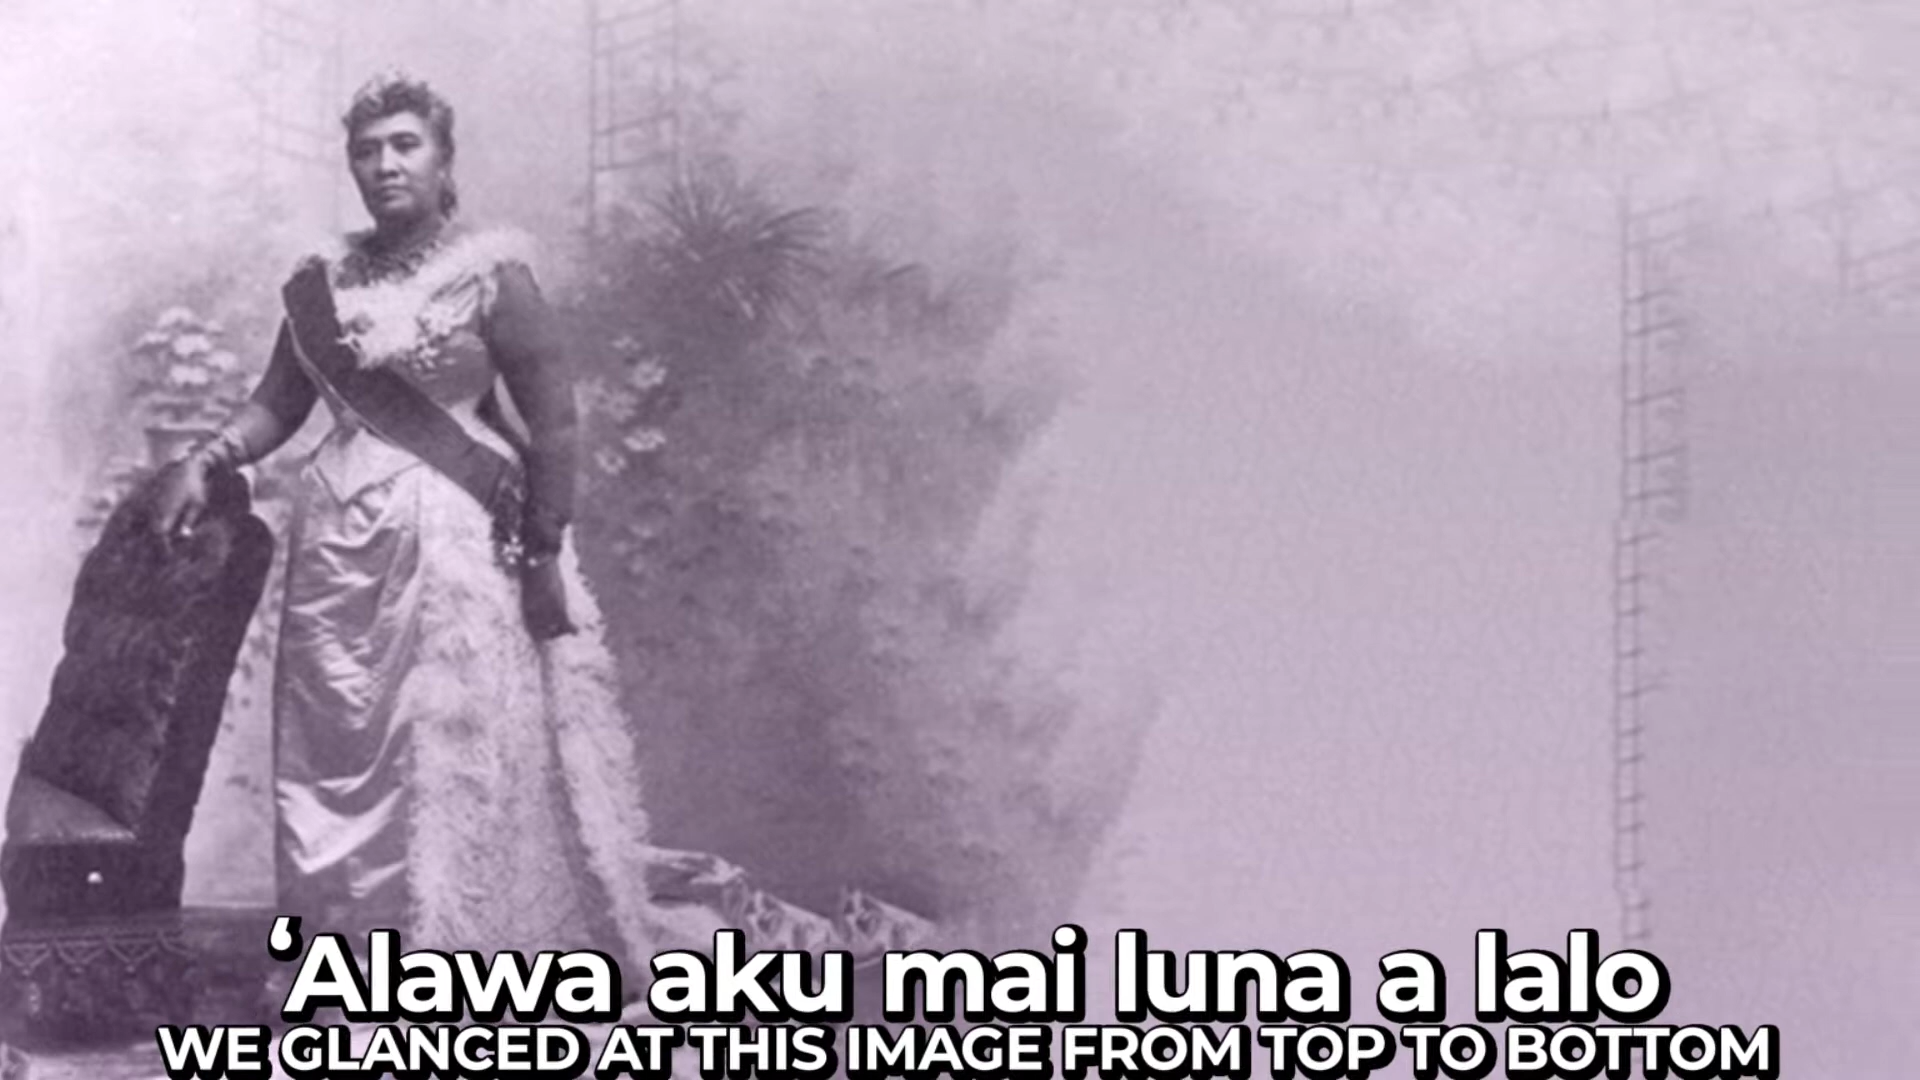 ʻAlawa aku mai luna a lalo
WE GLANCED AT THIS IMAGE FROM TOP TO BOTTOM